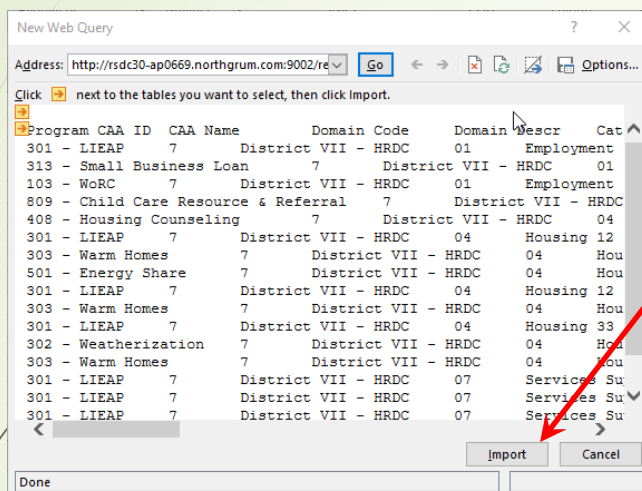 New Web Query
Address: http://rsdc30-ap0669.northgrum.com:9002/re Go Options...
Click next to the tables you want to select, then click Import.
Program CAA ID CAA Name Domain Code Domain Descr Cat
301 - LIEAP 7 District VII - HRDC 01 Employment
313 - Small Business Loan 7 District VII - HRDC 01
103 - WoRC 7 District VII - HRDC 01 Employment
809 - Child Care Resource & Referral 7 District VII - HRDC
408 - Housing Counseling 7 District VII - HRDC 04
301 - LIEAP 7 District VII - HRDC 04 Housing 12
303 - Warm Homes 7 District VII - HRDC 04 Hou
501 - Energy Share 7 District VII - HRDC 04 Hou
301 - LIEAP 7 District VII - HRDC 04 Housing 12
303 - Warm Homes 7 District VII - HRDC 04 Hou
301 - LIEAP 7 District VII - HRDC 04 Housing 33
302 - Weatherization 7 District VII - HRDC 04 Hou
303 - Warm Homes 7 District VII - HRDC 04 Hou
301 - LIEAP 7 District VII - HRDC 07 Services Su
301 - LIEAP 7 District VII - HRDC 07 Services Su
301 - LIEAP 7 District VII - HRDC 07 Services Su
Import Cancel
Done